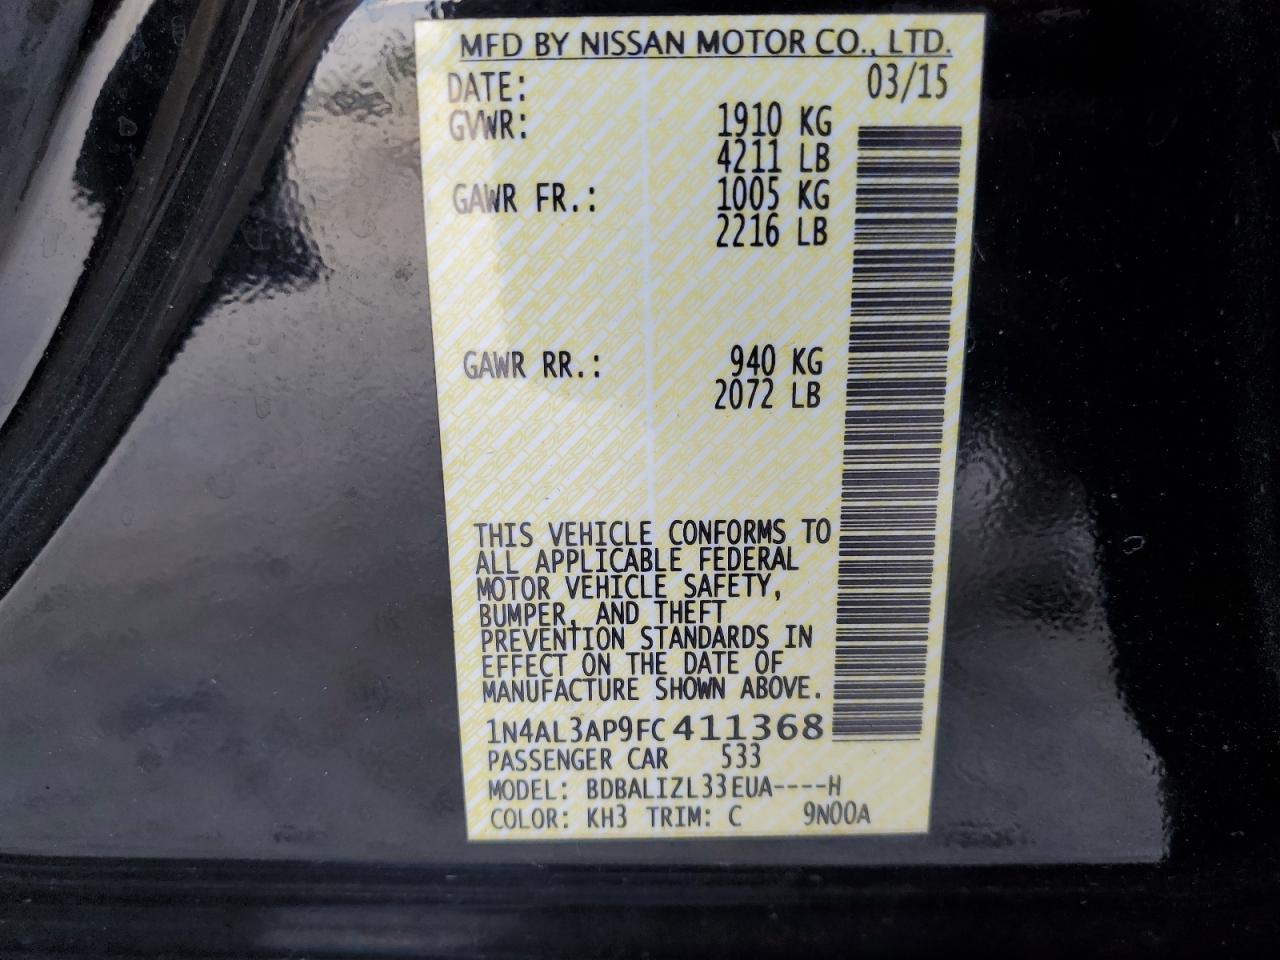 MFD BY NISSAN MOTOR CO., LTD.
DATE: 03/15
GVWR: 1910 KG
4211 LB
GAWR FR.: 1005 KG
2216 LB
GAWR RR.: 940 KG
2072 LB
THIS VEHICLE CONFORMS TO
ALL APPLICABLE FEDERAL
MOTOR VEHICLE SAFETY,
BUMPER, AND THEFT
PREVENTION STANDARDS IN
EFFECT ON THE DATE OF
MANUFACTURE SHOWN ABOVE.
1N4AL3AP9FC411368
PASSENGER CAR 533
MODEL: BDBALIZL33EUA----H
COLOR: KH3 TRIM: C 9N00A